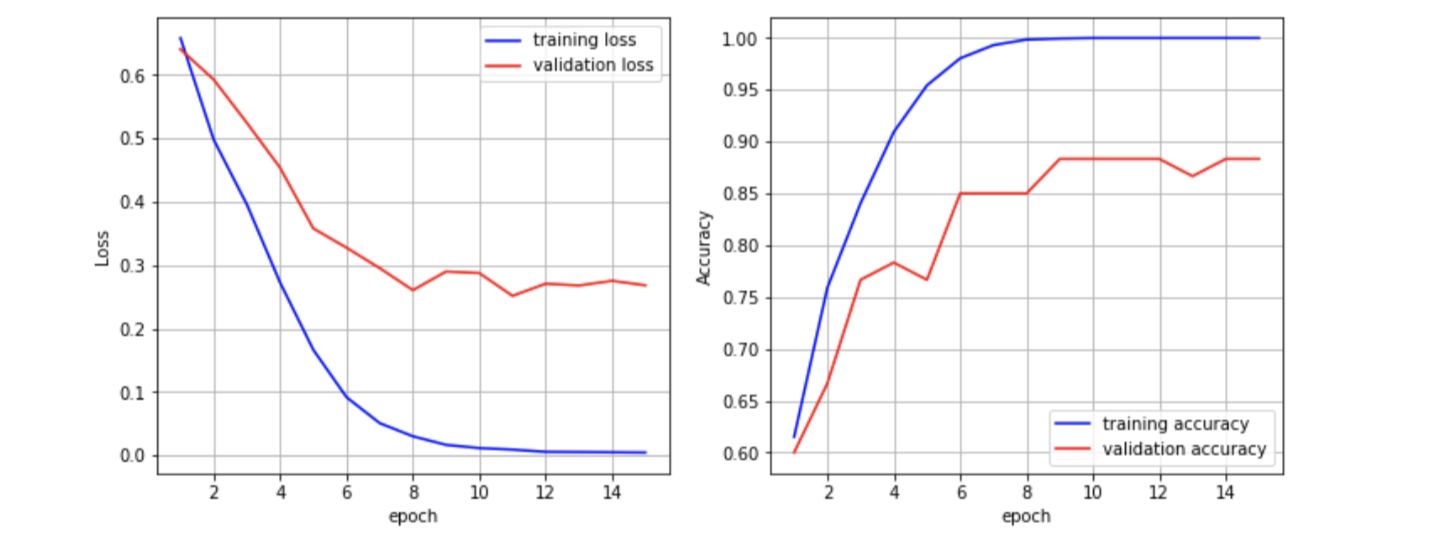 training loss
validation loss
0.6
0.5
0.4
0.3
0.2
0.1
0.0
Loss
2 4 6 8 10 12 14
epoch
1.00
0.95
0.90
0.85
0.80
0.75
0.70
0.65
0.60
Accuracy
training accuracy
validation accuracy
2 4 6 8 10 12 14
epoch